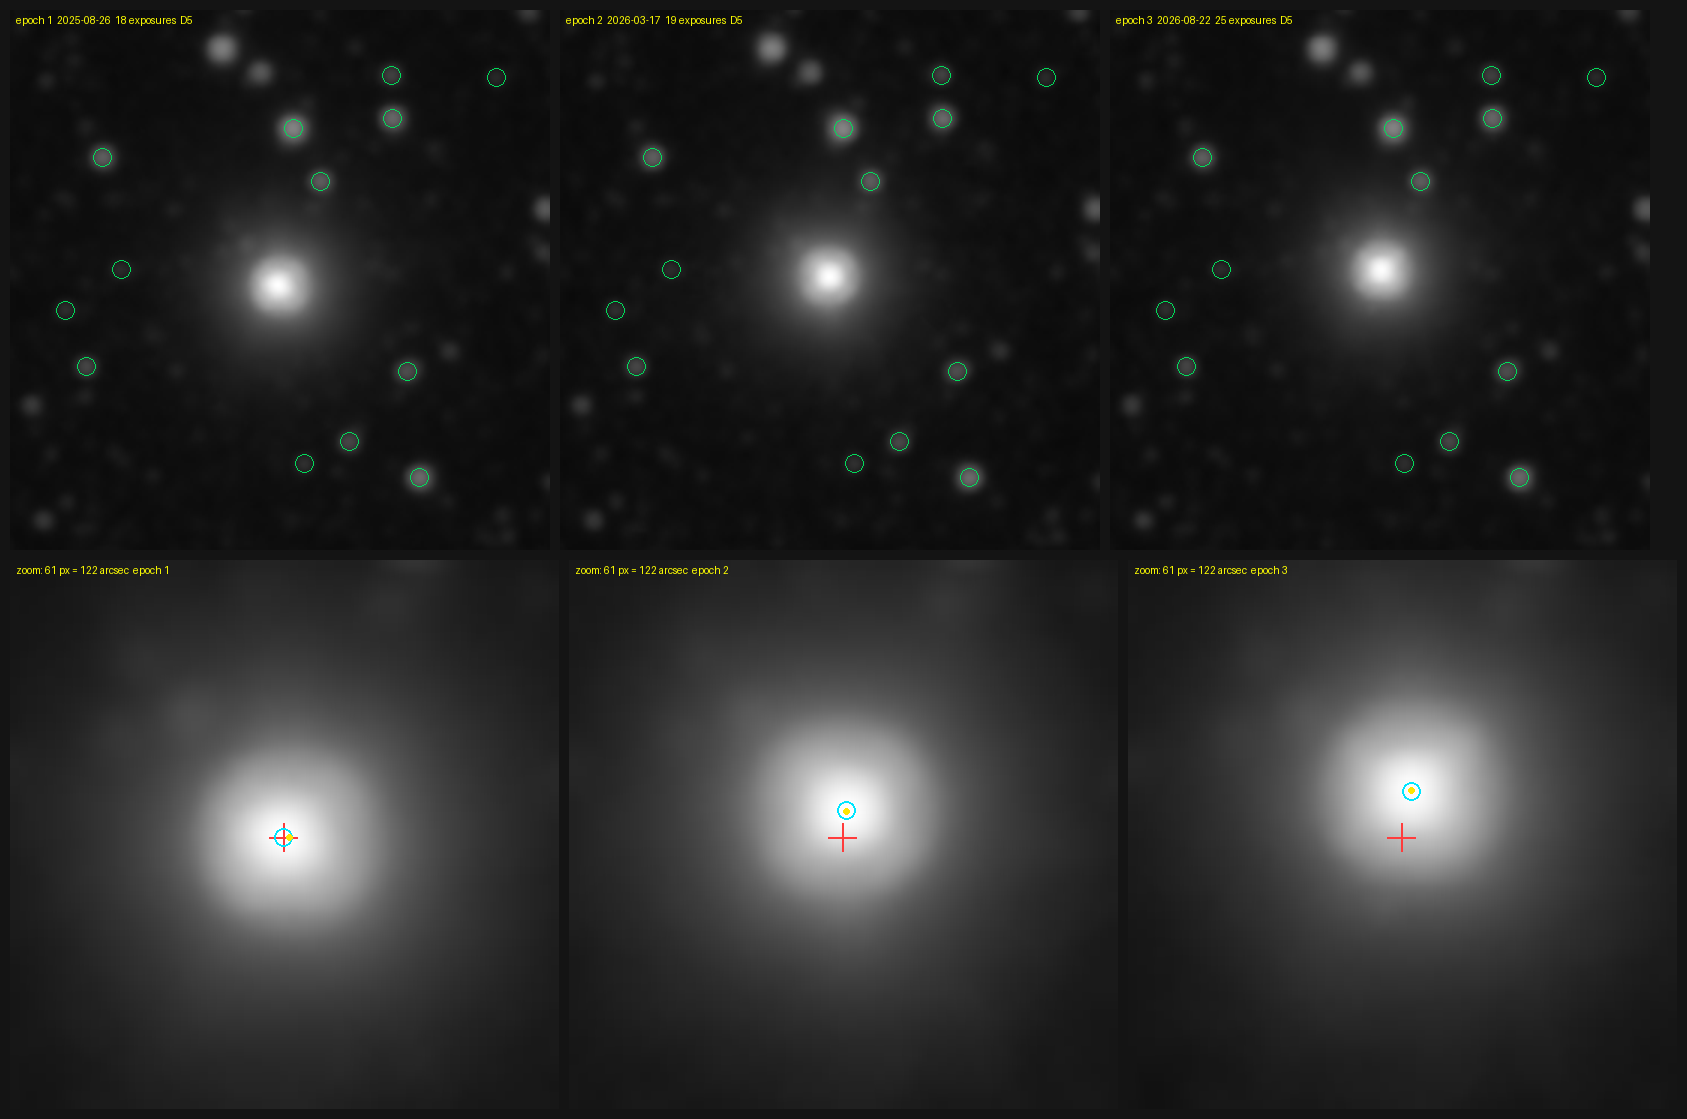 epoch 1 2025-08-26 18 exposures D5
epoch 2 2026-03-17 19 exposures D5
epoch 3 2026-08-22 25 exposures D5
zoom: 61 px = 122 arcsec epoch 1
zoom: 61 px = 122 arcsec epoch 2
zoom: 61 px = 122 arcsec epoch 3